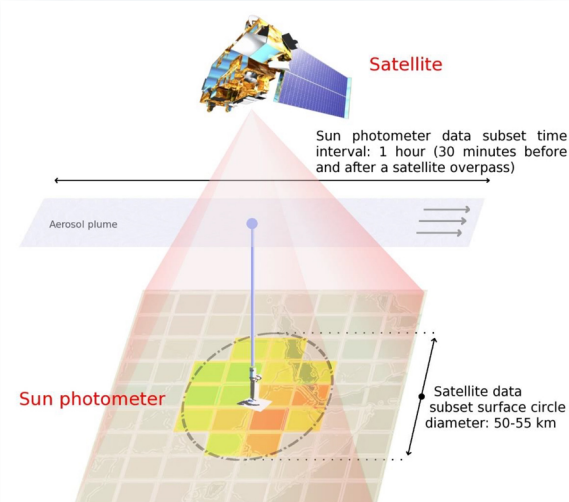 Satellite
Sun photometer data subset time
interval: 1 hour (30 minutes before
and after a satellite overpass)
Aerosol plume
Sun photometer
Satellite data
subset surface circle
diameter: 50-55 km